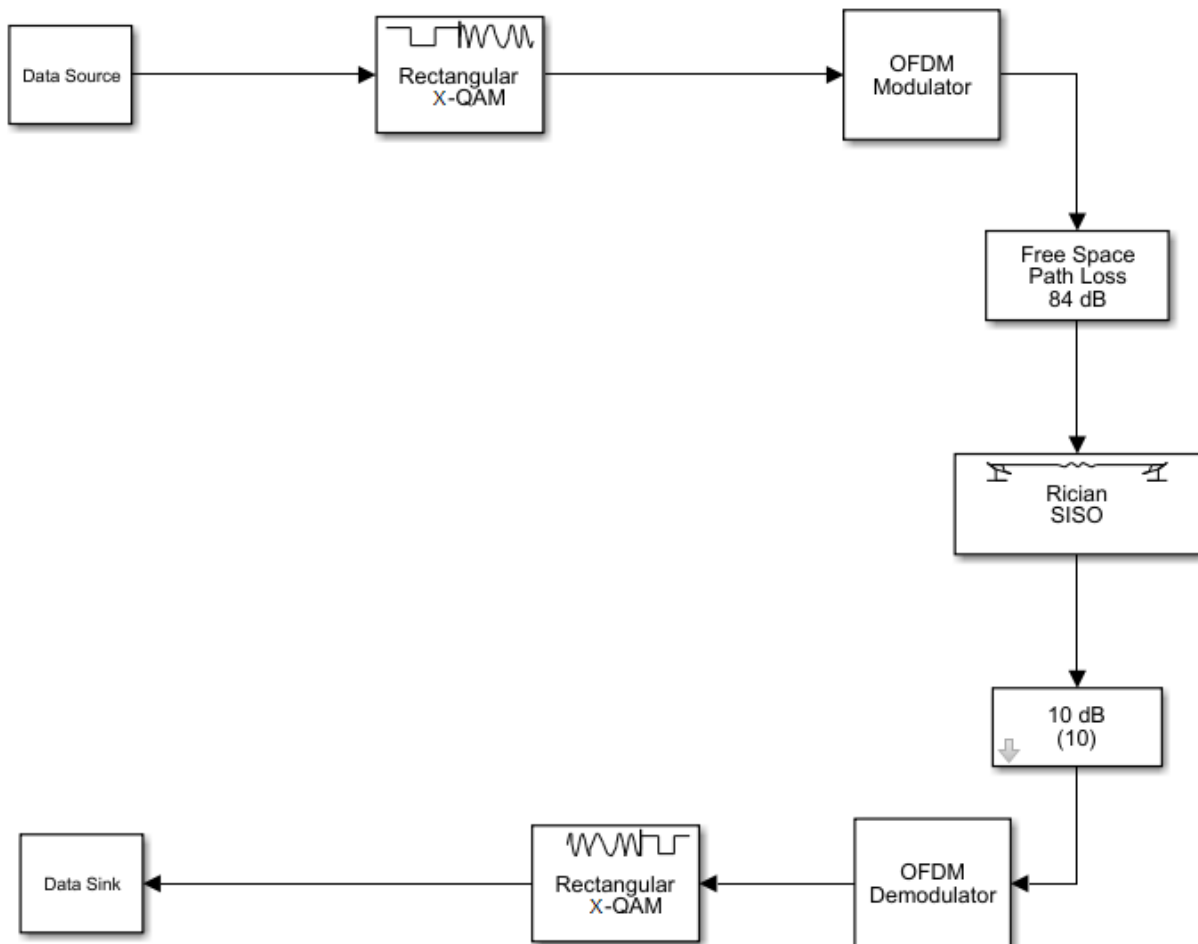 Data Source
Rectangular
X-QAM
OFDM
Modulator
Free Space
Path Loss
84 dB
Rician
SISO
10 dB
(10)
OFDM
Demodulator
Rectangular
X-QAM
Data Sink